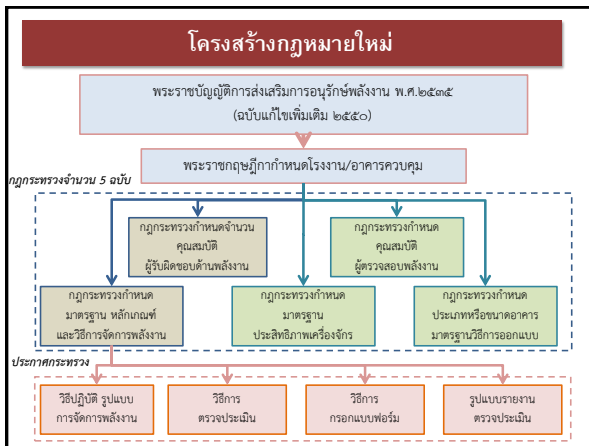 โครงสร้างกฎหมายใหม่
พระราชบัญญัติการส่งเสริมการอนุรักษ์พลังงาน พ.ศ.๒๕๓๕
(ฉบับแก้ไขเพิ่มเติม ๒๕๕๐)
พระราชกฤษฎีกากำหนดโรงงาน/อาคารควบคุม
กฎกระทรวงจำนวน 5 ฉบับ
กฎกระทรวงกำหนดจำนวน
คุณสมบัติ
ผู้รับผิดชอบด้านพลังงาน
กฎกระทรวงกำหนด
คุณสมบัติ
ผู้ตรวจสอบพลังงาน
กฎกระทรวงกำหนด
มาตรฐาน หลักเกณฑ์
และวิธีการจัดการพลังงาน
กฎกระทรวงกำหนด
มาตรฐาน
ประสิทธิภาพเครื่องจักร
กฎกระทรวงกำหนด
ประเภทหรือขนาดอาคาร
มาตรฐานวิธีการออกแบบ
ประกาศกระทรวง
วิธีปฏิบัติ รูปแบบ
การจัดการพลังงาน
วิธีการ
ตรวจประเมิน
วิธีการ
กรอกแบบฟอร์ม
รูปแบบรายงาน
ตรวจประเมิน